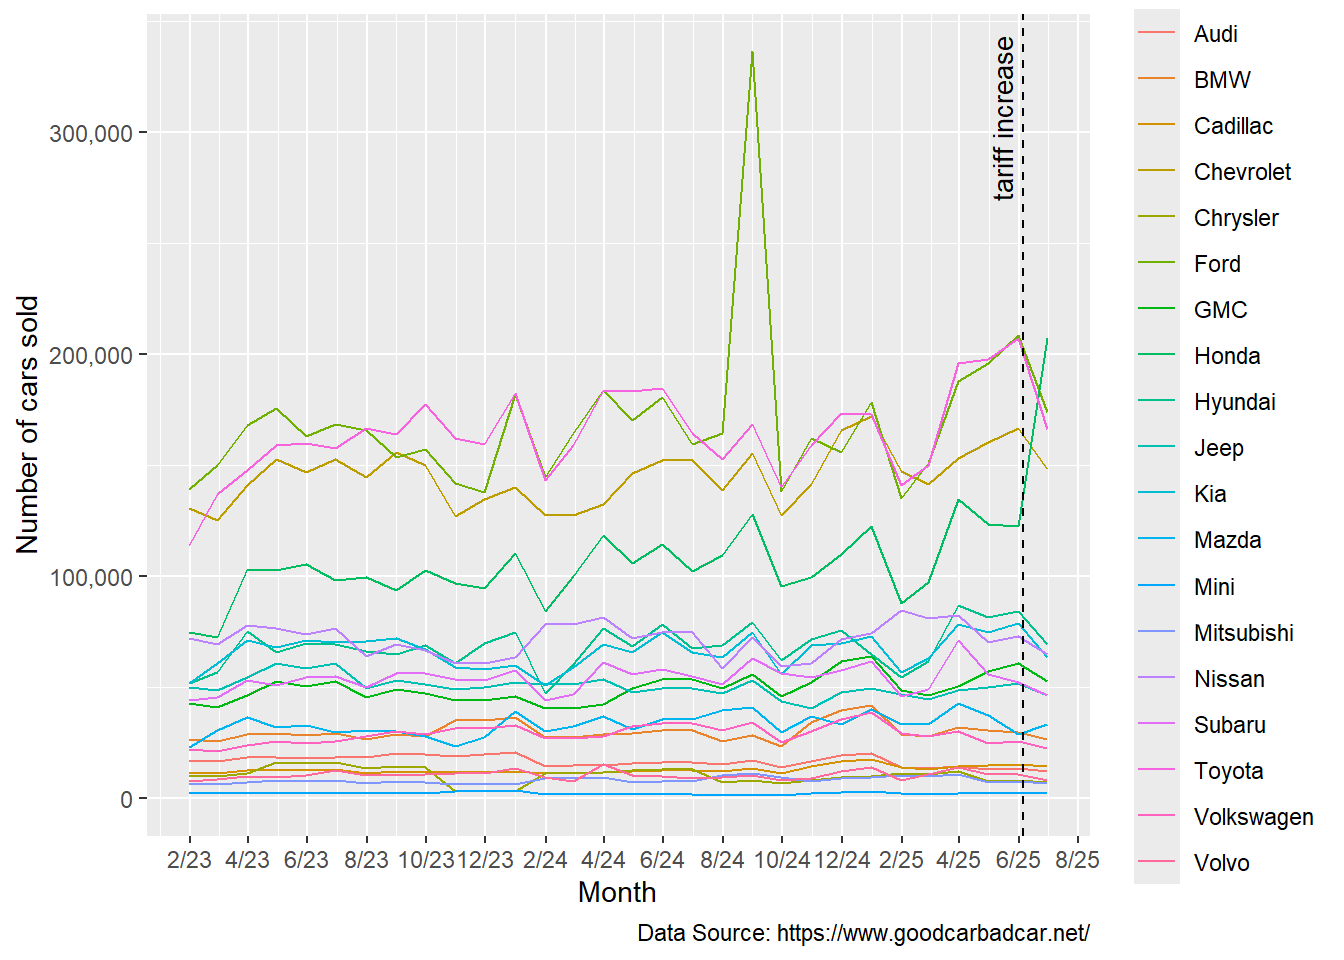 tariff increase
300,000
200,000
100,000
0
Number of cars sold
2/23 4/23 6/23 8/23 10/23 12/23 2/24 4/24 6/24 8/24 10/24 12/24 2/25 4/25 6/25 8/25
Month
Data Source: https://www.goodcarbadcar.net/
Audi
BMW
Cadillac
Chevrolet
Chrysler
Ford
GMC
Honda
Hyundai
Jeep
Kia
Mazda
Mini
Mitsubishi
Nissan
Subaru
Toyota
Volkswagen
Volvo